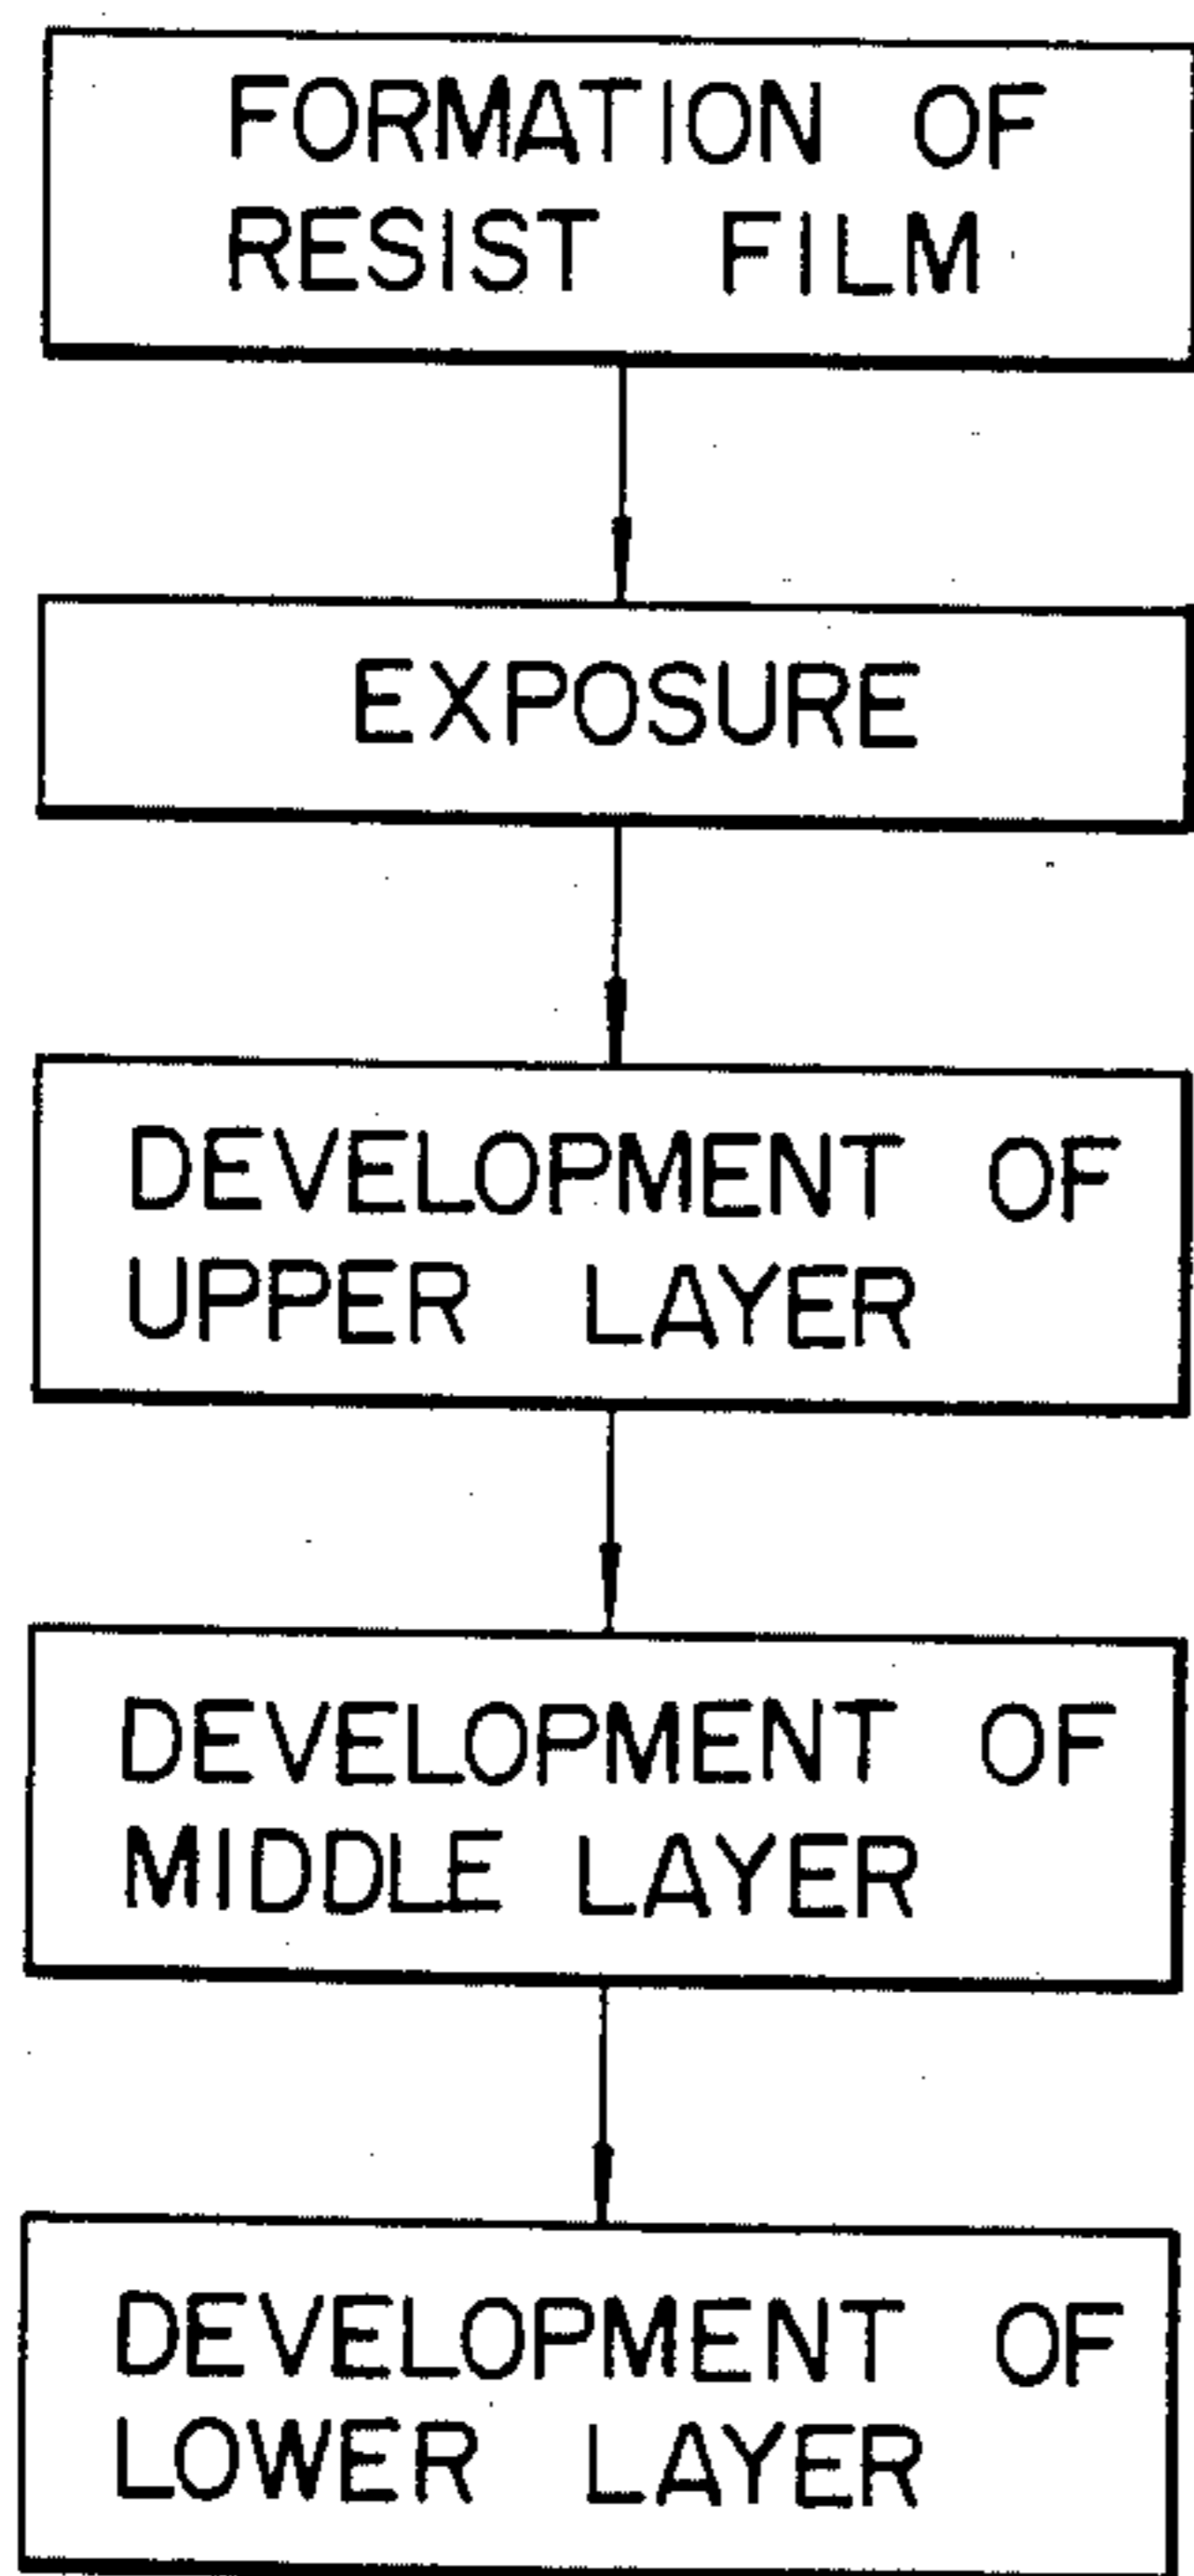 FORMATION OF
RESIST FILM
EXPOSURE
DEVELOPMENT OF
UPPER LAYER
DEVELOPMENT OF
MIDDLE LAYER
DEVELOPMENT OF
LOWER LAYER